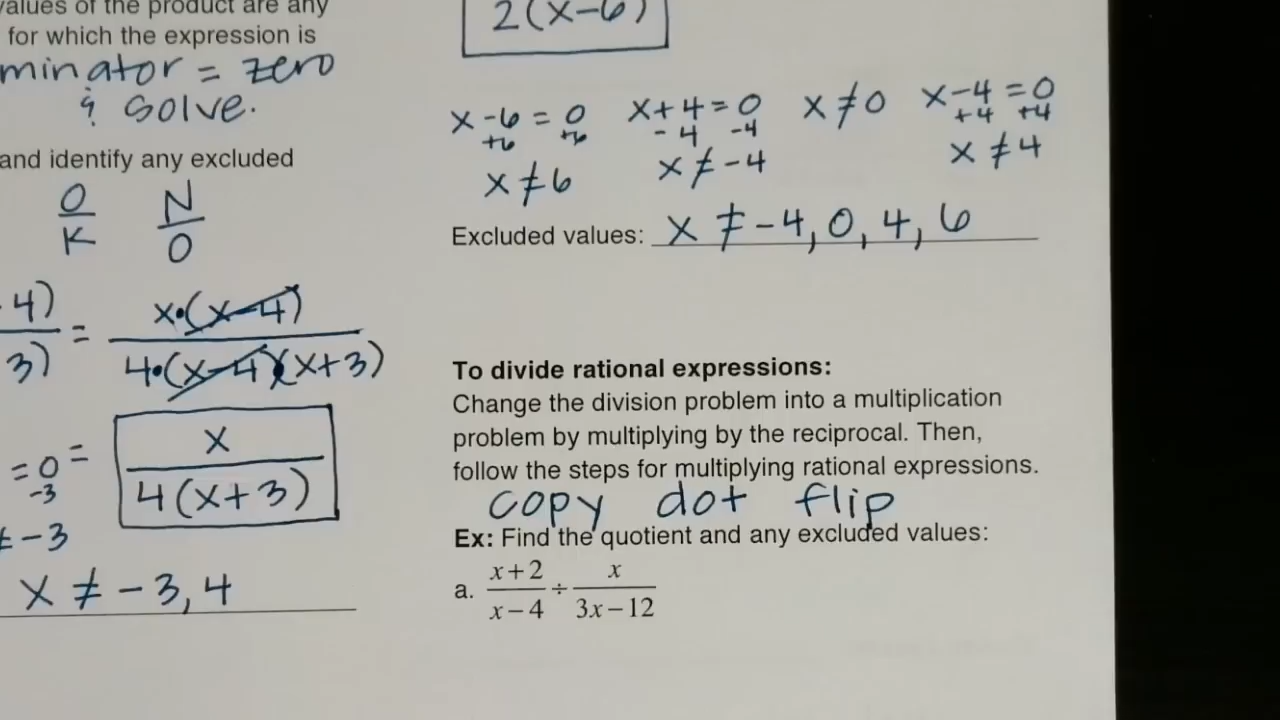 values of the product are any
for which the expression is
minator = zero
& solve.
and identify any excluded
O/K N/O
4)/3) = x·(x-4)/4·(x-4)(x+3)
= x/4(x+3)
=0
-3
≠ -3
x ≠ -3, 4
2(x-6)
x-6=0 x+4=0 x≠0 x-4=0
+6 +6 -4 -4 +4 +4
x≠6 x≠-4 x≠4
Excluded values: x ≠ -4, 0, 4, 6
To divide rational expressions:
Change the division problem into a multiplication
problem by multiplying by the reciprocal. Then,
follow the steps for multiplying rational expressions.
copy dot flip
Ex: Find the quotient and any excluded values:
a. x+2/x-4 ÷ x/3x-12